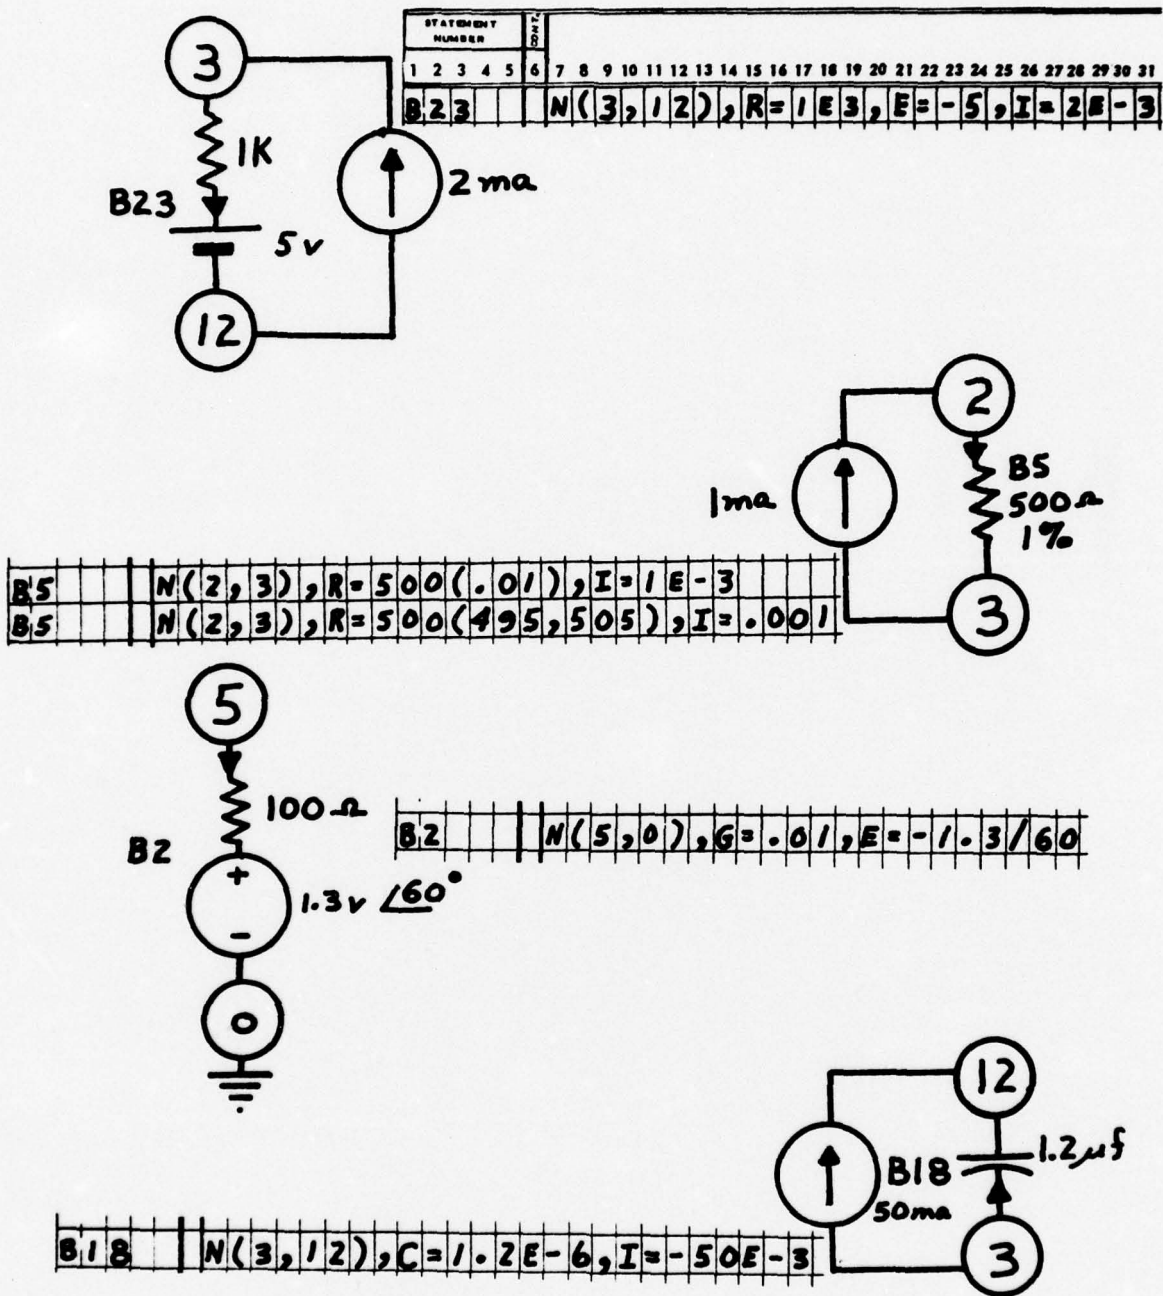 3
STATEMENT NUMBER CONT.
1 2 3 4 5 6 7 8 9 10 11 12 13 14 15 16 17 18 19 20 21 22 23 24 25 26 27 28 29 30 31
B23 N(3,12),R=1E3,E=-5,I=2E-3
1K
2ma
B23
5v
12
2
B5
500Ω
1%
1ma
B5 N(2,3),R=500(.01),I=1E-3
B5 N(2,3),R=500(495,505),I=.001
3
5
100Ω
B2 N(5,0),G=.01,E=-1.3/60
B2
+
1.3v ∠60°
-
0
12
1.2μf
B18
50ma
B18 N(3,12),C=1.2E-6,I=-50E-3
3